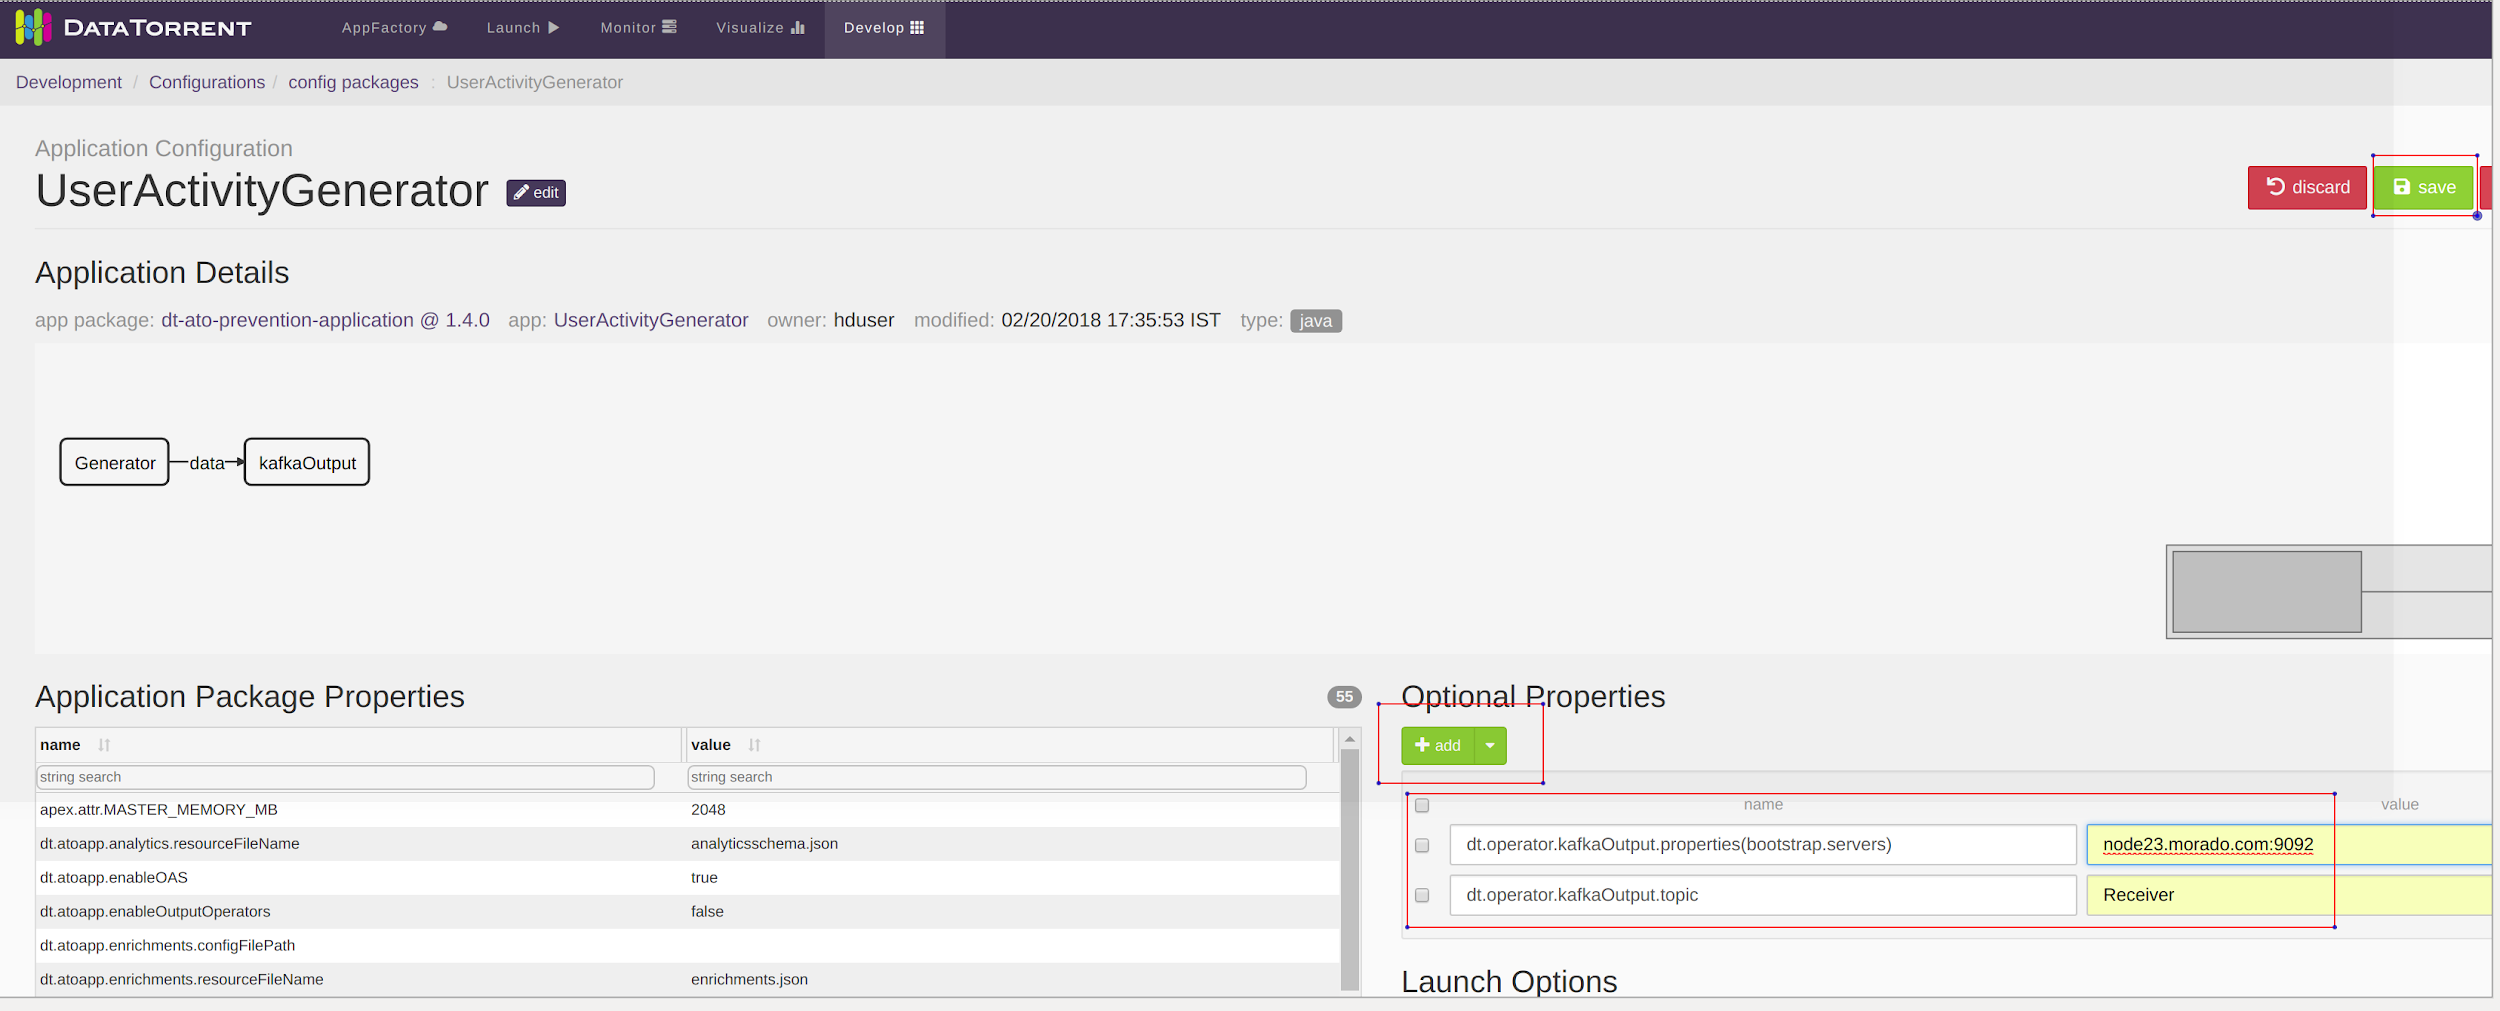 DATATORRENT AppFactory Launch Monitor Visualize Develop
Development / Configurations / config packages : UserActivityGenerator
Application Configuration
UserActivityGenerator edit
discard save
Application Details
app package: dt-ato-prevention-application @ 1.4.0 app: UserActivityGenerator owner: hduser modified: 02/20/2018 17:35:53 IST type: java
Generator data kafkaOutput
Application Package Properties 55
name value
string search string search
apex.attr.MASTER_MEMORY_MB 2048
dt.atoapp.analytics.resourceFileName analyticsschema.json
dt.atoapp.enableOAS true
dt.atoapp.enableOutputOperators false
dt.atoapp.enrichments.configFilePath
dt.atoapp.enrichments.resourceFileName enrichments.json
Optional Properties
add
name value
dt.operator.kafkaOutput.properties(bootstrap.servers) node23.morado.com:9092
dt.operator.kafkaOutput.topic Receiver
Launch Options